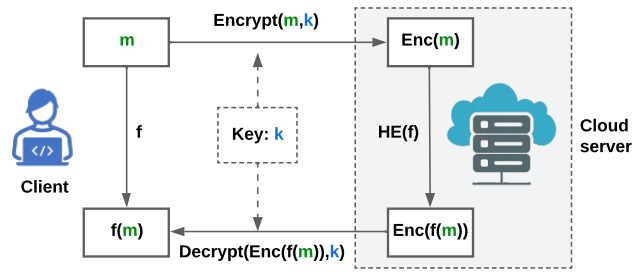 Encrypt(m,k)
m
Enc(m)
f
Key: k
HE(f)
</>
Client
Cloud
server
f(m)
Enc(f(m))
Decrypt(Enc(f(m)),k)